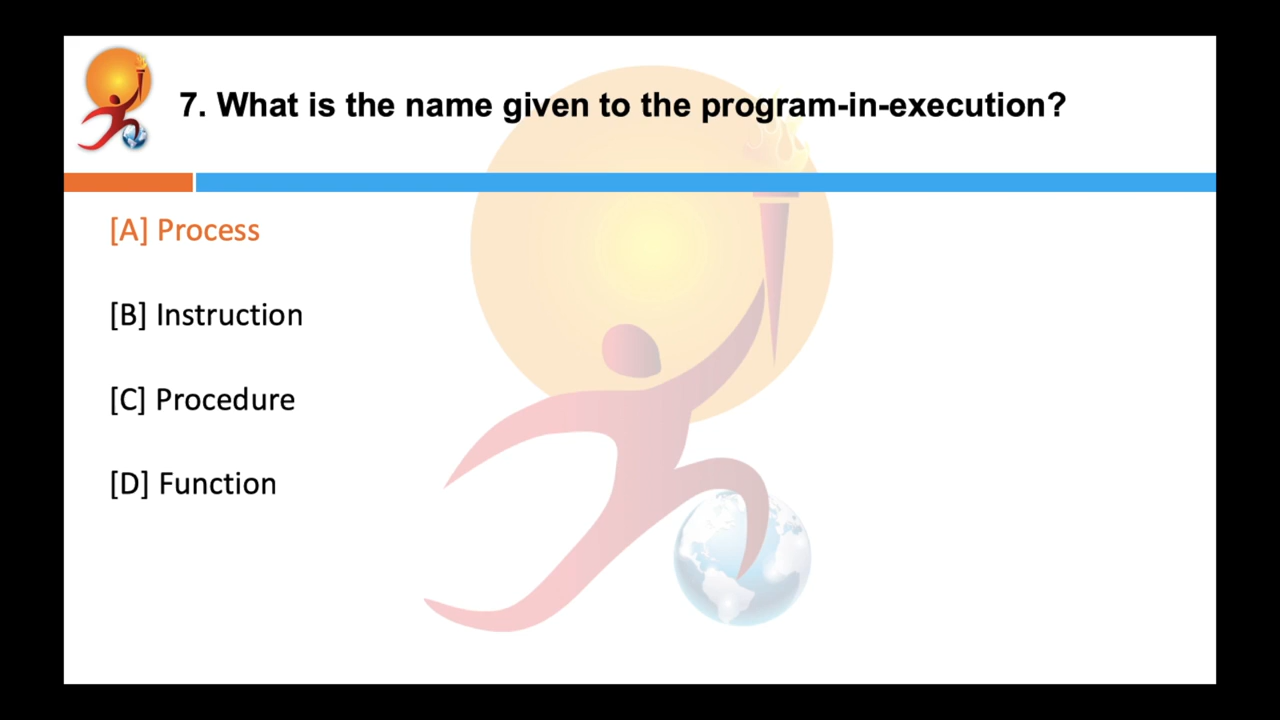 7. What is the name given to the program-in-execution?
[A] Process
[B] Instruction
[C] Procedure
[D] Function